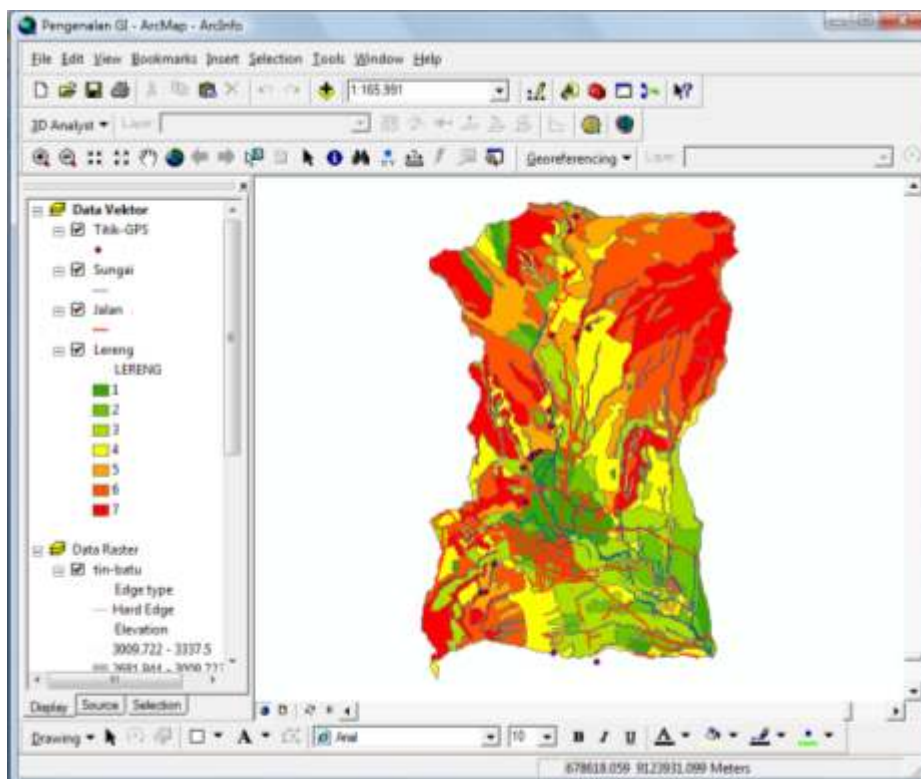 Pengenalan GI - ArcMap - ArcInfo
File Edit View Bookmarks Insert Selection Tools Window Help
1:165,991
3D Analyst Layer:
Georeferencing Layer:
Data Vektor
Titik-GPS
Sungai
Jalan
Lereng
LERENG
1
2
3
4
5
6
7
Data Raster
tin-batu
Edge type
Hard Edge
Elevation
3009.722 - 3337.5
Display Source Selection
Drawing A Arial 10 B I U A
678618.059 9123931.099 Meters